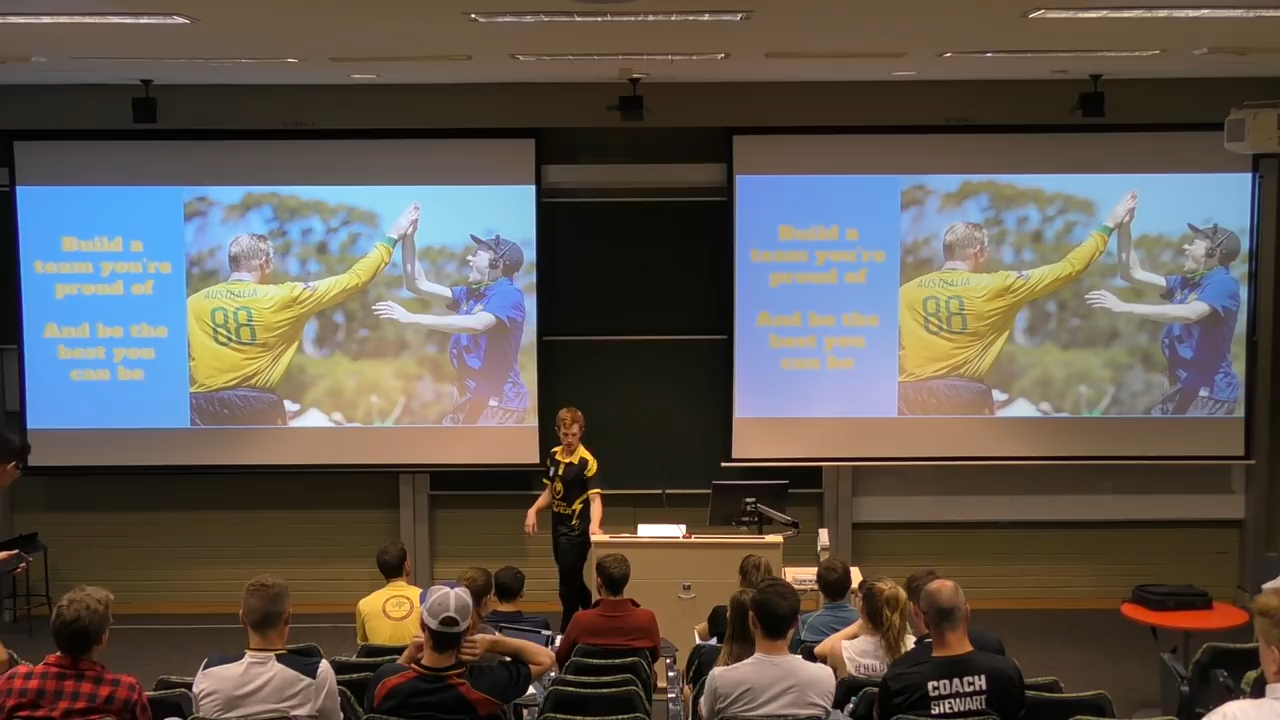 Build a
team you're
proud of
And be the
best you
can be
AUSTRALIA
88
Build a
team you're
proud of
And be the
best you
can be
AUSTRALIA
88
COACH
STEWART